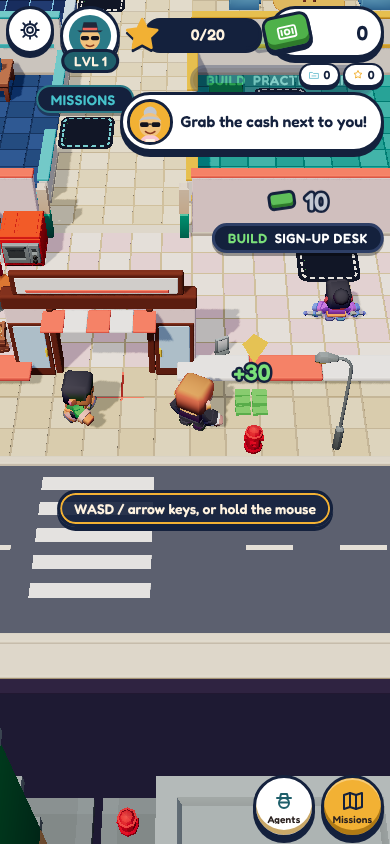 LVL 1
0/20
0
BUILD PRACT
0
0
MISSIONS
Grab the cash next to you!
10
BUILD SIGN-UP DESK
+30
WASD / arrow keys, or hold the mouse
Agents
Missions